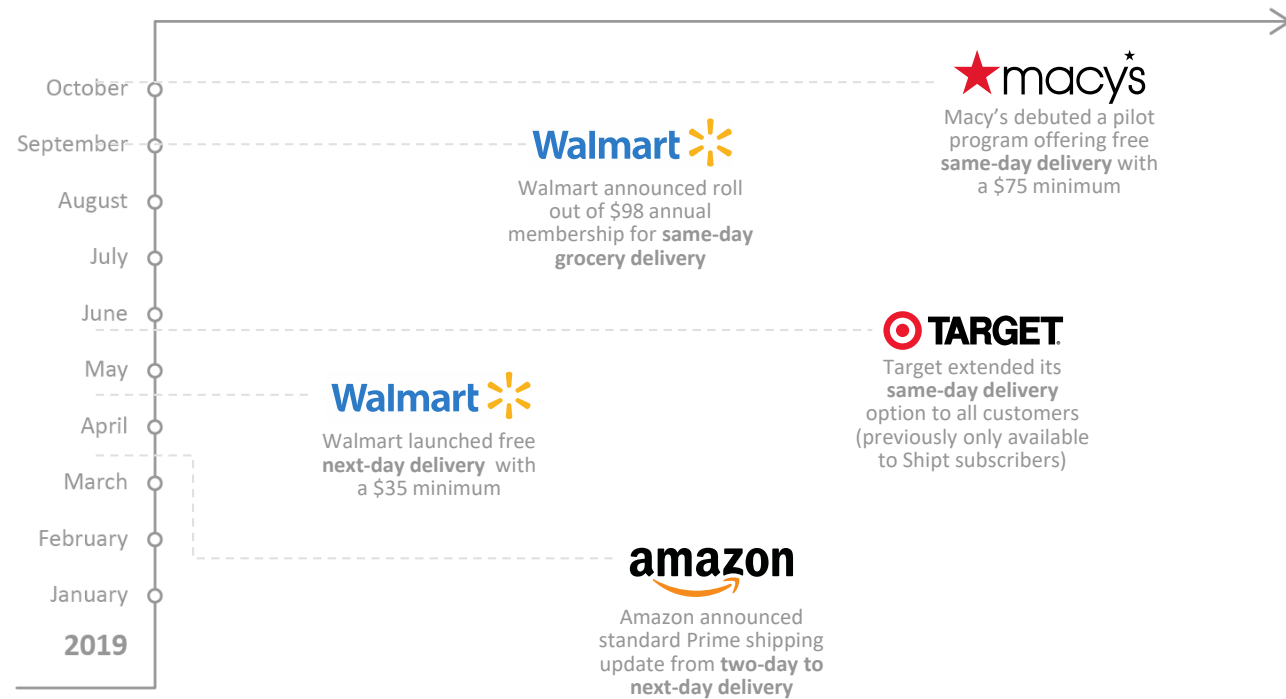 October
September
August
July
June
May
April
March
February
January
2019
macy's
Macy's debuted a pilot
program offering free
same-day delivery with
a $75 minimum
Walmart
Walmart announced roll
out of $98 annual
membership for same-day
grocery delivery
TARGET.
Target extended its
same-day delivery
option to all customers
(previously only available
to Shipt subscribers)
Walmart
Walmart launched free
next-day delivery with
a $35 minimum
amazon
Amazon announced
standard Prime shipping
update from two-day to
next-day delivery